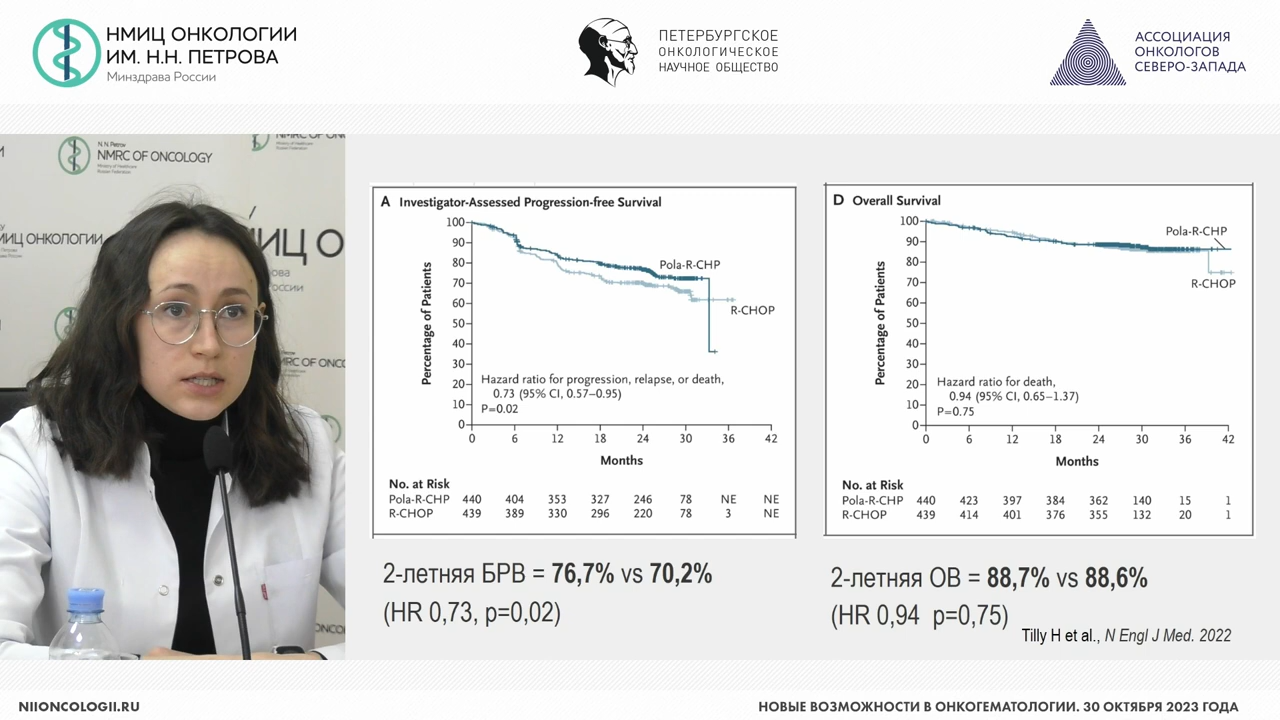 НМИЦ ОНКОЛОГИИ
ИМ. Н.Н. ПЕТРОВА
Минздрава России
ПЕТЕРБУРГСКОЕ
ОНКОЛОГИЧЕСКОЕ
НАУЧНОЕ ОБЩЕСТВО
АССОЦИАЦИЯ
ОНКОЛОГОВ
СЕВЕРО-ЗАПАДА
N.N. Petrov
NMRC OF ONCOLOGY
Ministry of Healthcare
Russian Federation
A Investigator-Assessed Progression-free Survival
Percentage of Patients
100
90
80
70
60
50
40
30
20
10
0
Pola-R-CHP
R-CHOP
Hazard ratio for progression, relapse, or death,
0.73 (95% CI, 0.57–0.95)
P=0.02
0 6 12 18 24 30 36 42
Months
No. at Risk
Pola-R-CHP 440 404 353 327 246 78 NE NE
R-CHOP 439 389 330 296 220 78 3 NE
D Overall Survival
Percentage of Patients
100
90
80
70
60
50
40
30
20
10
0
Pola-R-CHP
R-CHOP
Hazard ratio for death,
0.94 (95% CI, 0.65–1.37)
P=0.75
0 6 12 18 24 30 36 42
Months
No. at Risk
Pola-R-CHP 440 423 397 384 362 140 15 1
R-CHOP 439 414 401 376 355 132 20 1
2-летняя БРВ = 76,7% vs 70,2%
(HR 0,73, p=0,02)
2-летняя ОВ = 88,7% vs 88,6%
(HR 0,94 p=0,75)
Tilly H et al., N Engl J Med. 2022
NIIONCOLOGII.RU
НОВЫЕ ВОЗМОЖНОСТИ В ОНКОГЕМАТОЛОГИИ. 30 ОКТЯБРЯ 2023 ГОДА